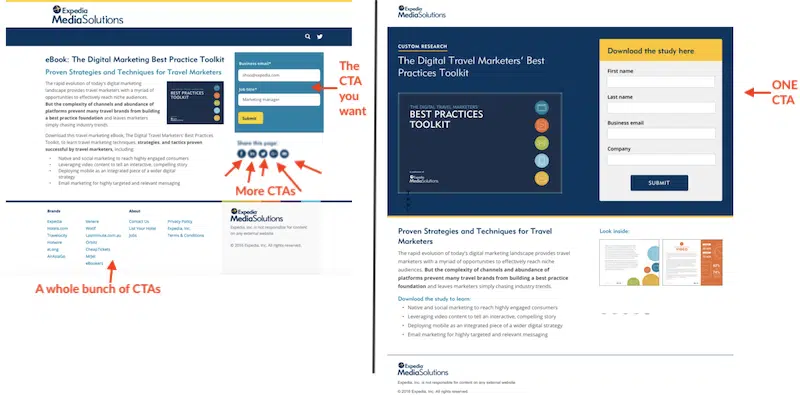 Expedia
MediaSolutions
eBook: The Digital Marketing Best Practice Toolkit
Proven Strategies and Techniques for Travel Marketers
The rapid evolution of today's digital marketing
landscape provides travel marketers with a myriad of
opportunities to effectively reach niche audiences.
But the complexity of channels and abundance of
platforms prevent many travel brands from building
a best practice foundation and leaves marketers
simply chasing industry trends.
THE DIGITAL TRAVEL MARKETERS'
BEST PRACTICES
TOOLKIT
Download this travel marketing eBook, The Digital Travel Marketers' Best Practices
Toolkit, to learn travel marketing techniques, strategies, and tactics proven
successful by travel marketers, including:
Native and social marketing to reach highly engaged consumers
Leveraging video content to tell an interactive, compelling story
Deploying mobile as an integrated piece of a wider digital
strategy
Email marketing for highly targeted and relevant messaging
Business email*
Job role*
Marketing manager
Submit
The
CTA
you
want
Share this page:
More CTAs
Brands
Expedia
Hotels.com
Travelocity
Hotwire
eLong
Venere
Wotif
Lastminute.com.au
Orbitz
CheapTickets
Mobir
eBookers
About
Contact Us
List Your Hotel
Jobs
Privacy Policy
Expedia, Inc.
Terms & Conditions
Expedia
MediaSolutions
Expedia, Inc. is not responsible for content
on any external website.
© 2016 Expedia, Inc. All rights reserved.
A whole bunch of CTAs
Expedia
MediaSolutions
CUSTOM RESEARCH
The Digital Travel Marketers' Best
Practices Toolkit
THE DIGITAL TRAVEL MARKETERS'
BEST PRACTICES
TOOLKIT
Expedia
MediaSolutions
Download the study here
First name
Last name
Business email
Company
SUBMIT
ONE
CTA
Proven Strategies and Techniques for Travel
Marketers
The rapid evolution of today's digital marketing landscape provides travel
marketers with a myriad of opportunities to effectively reach niche
audiences. But the complexity of channels and abundance of
platforms prevent many travel brands from building a best practice
foundation and leaves marketers simply chasing industry trends.
Download the study to learn:
Native and social marketing to reach highly engaged consumers
Leveraging video content to tell an interactive, compelling story
Deploying mobile as an integrated piece of a wider digital strategy
Email marketing for highly targeted and relevant messaging
Look inside:
Expedia
MediaSolutions
Expedia, Inc. is not responsible for content on any external website.
© 2016 Expedia, Inc. All rights reserved.